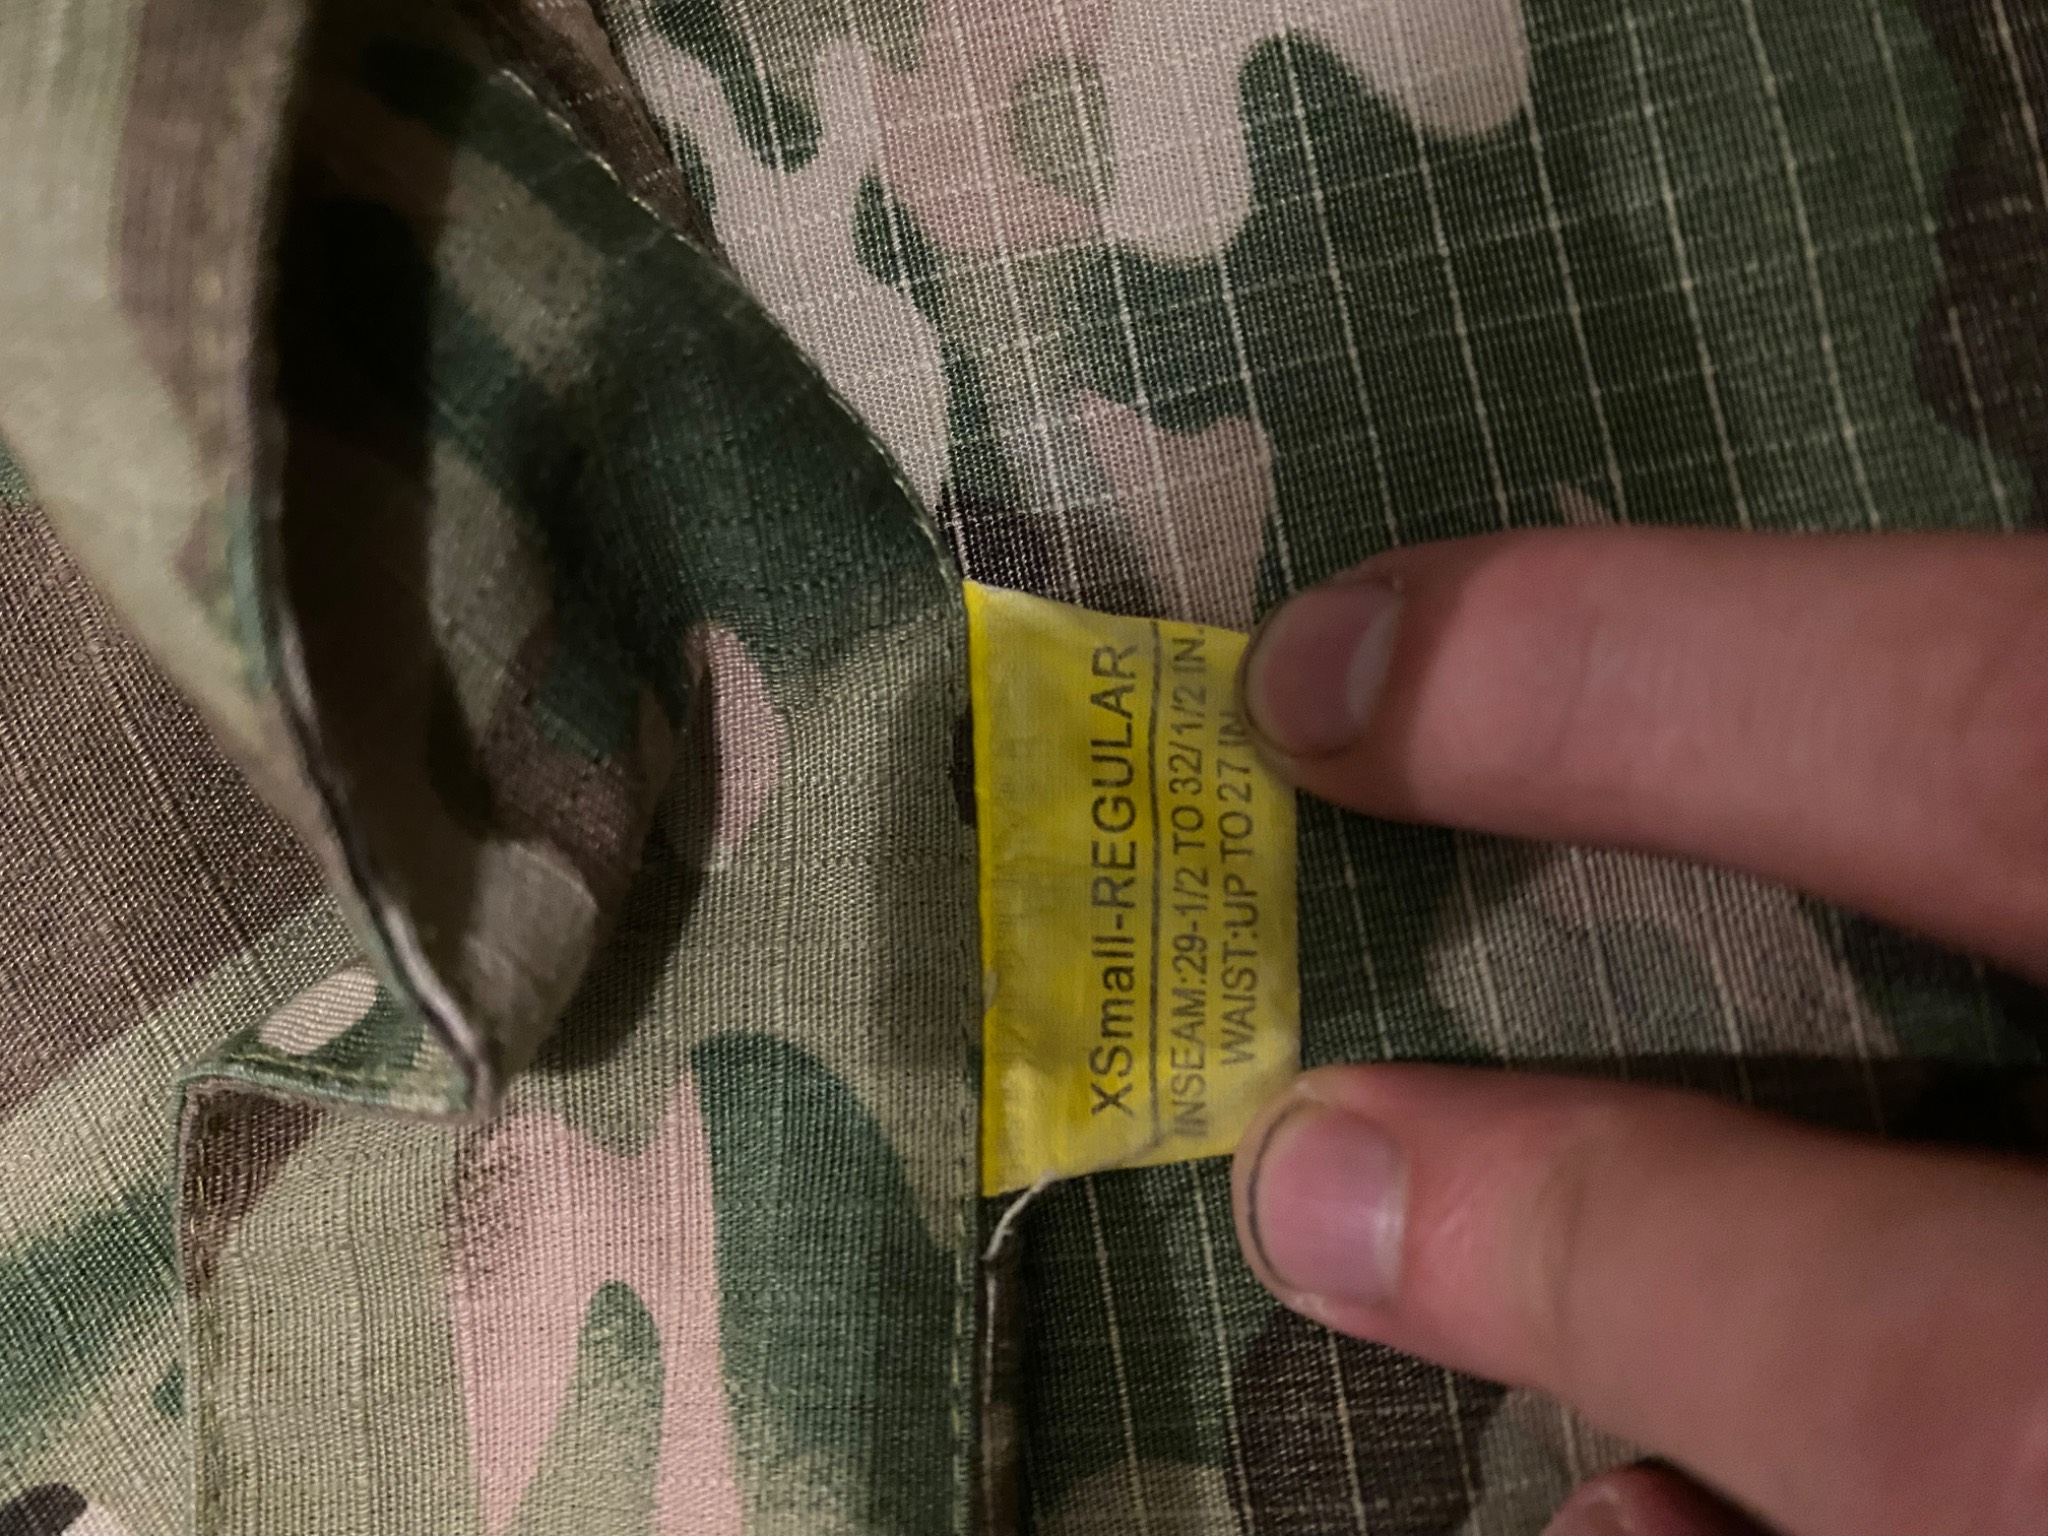 XSmall-REGULAR
INSEAM:29-1/2 TO 32/1/2 IN.
WAIST:UP TO 27 IN